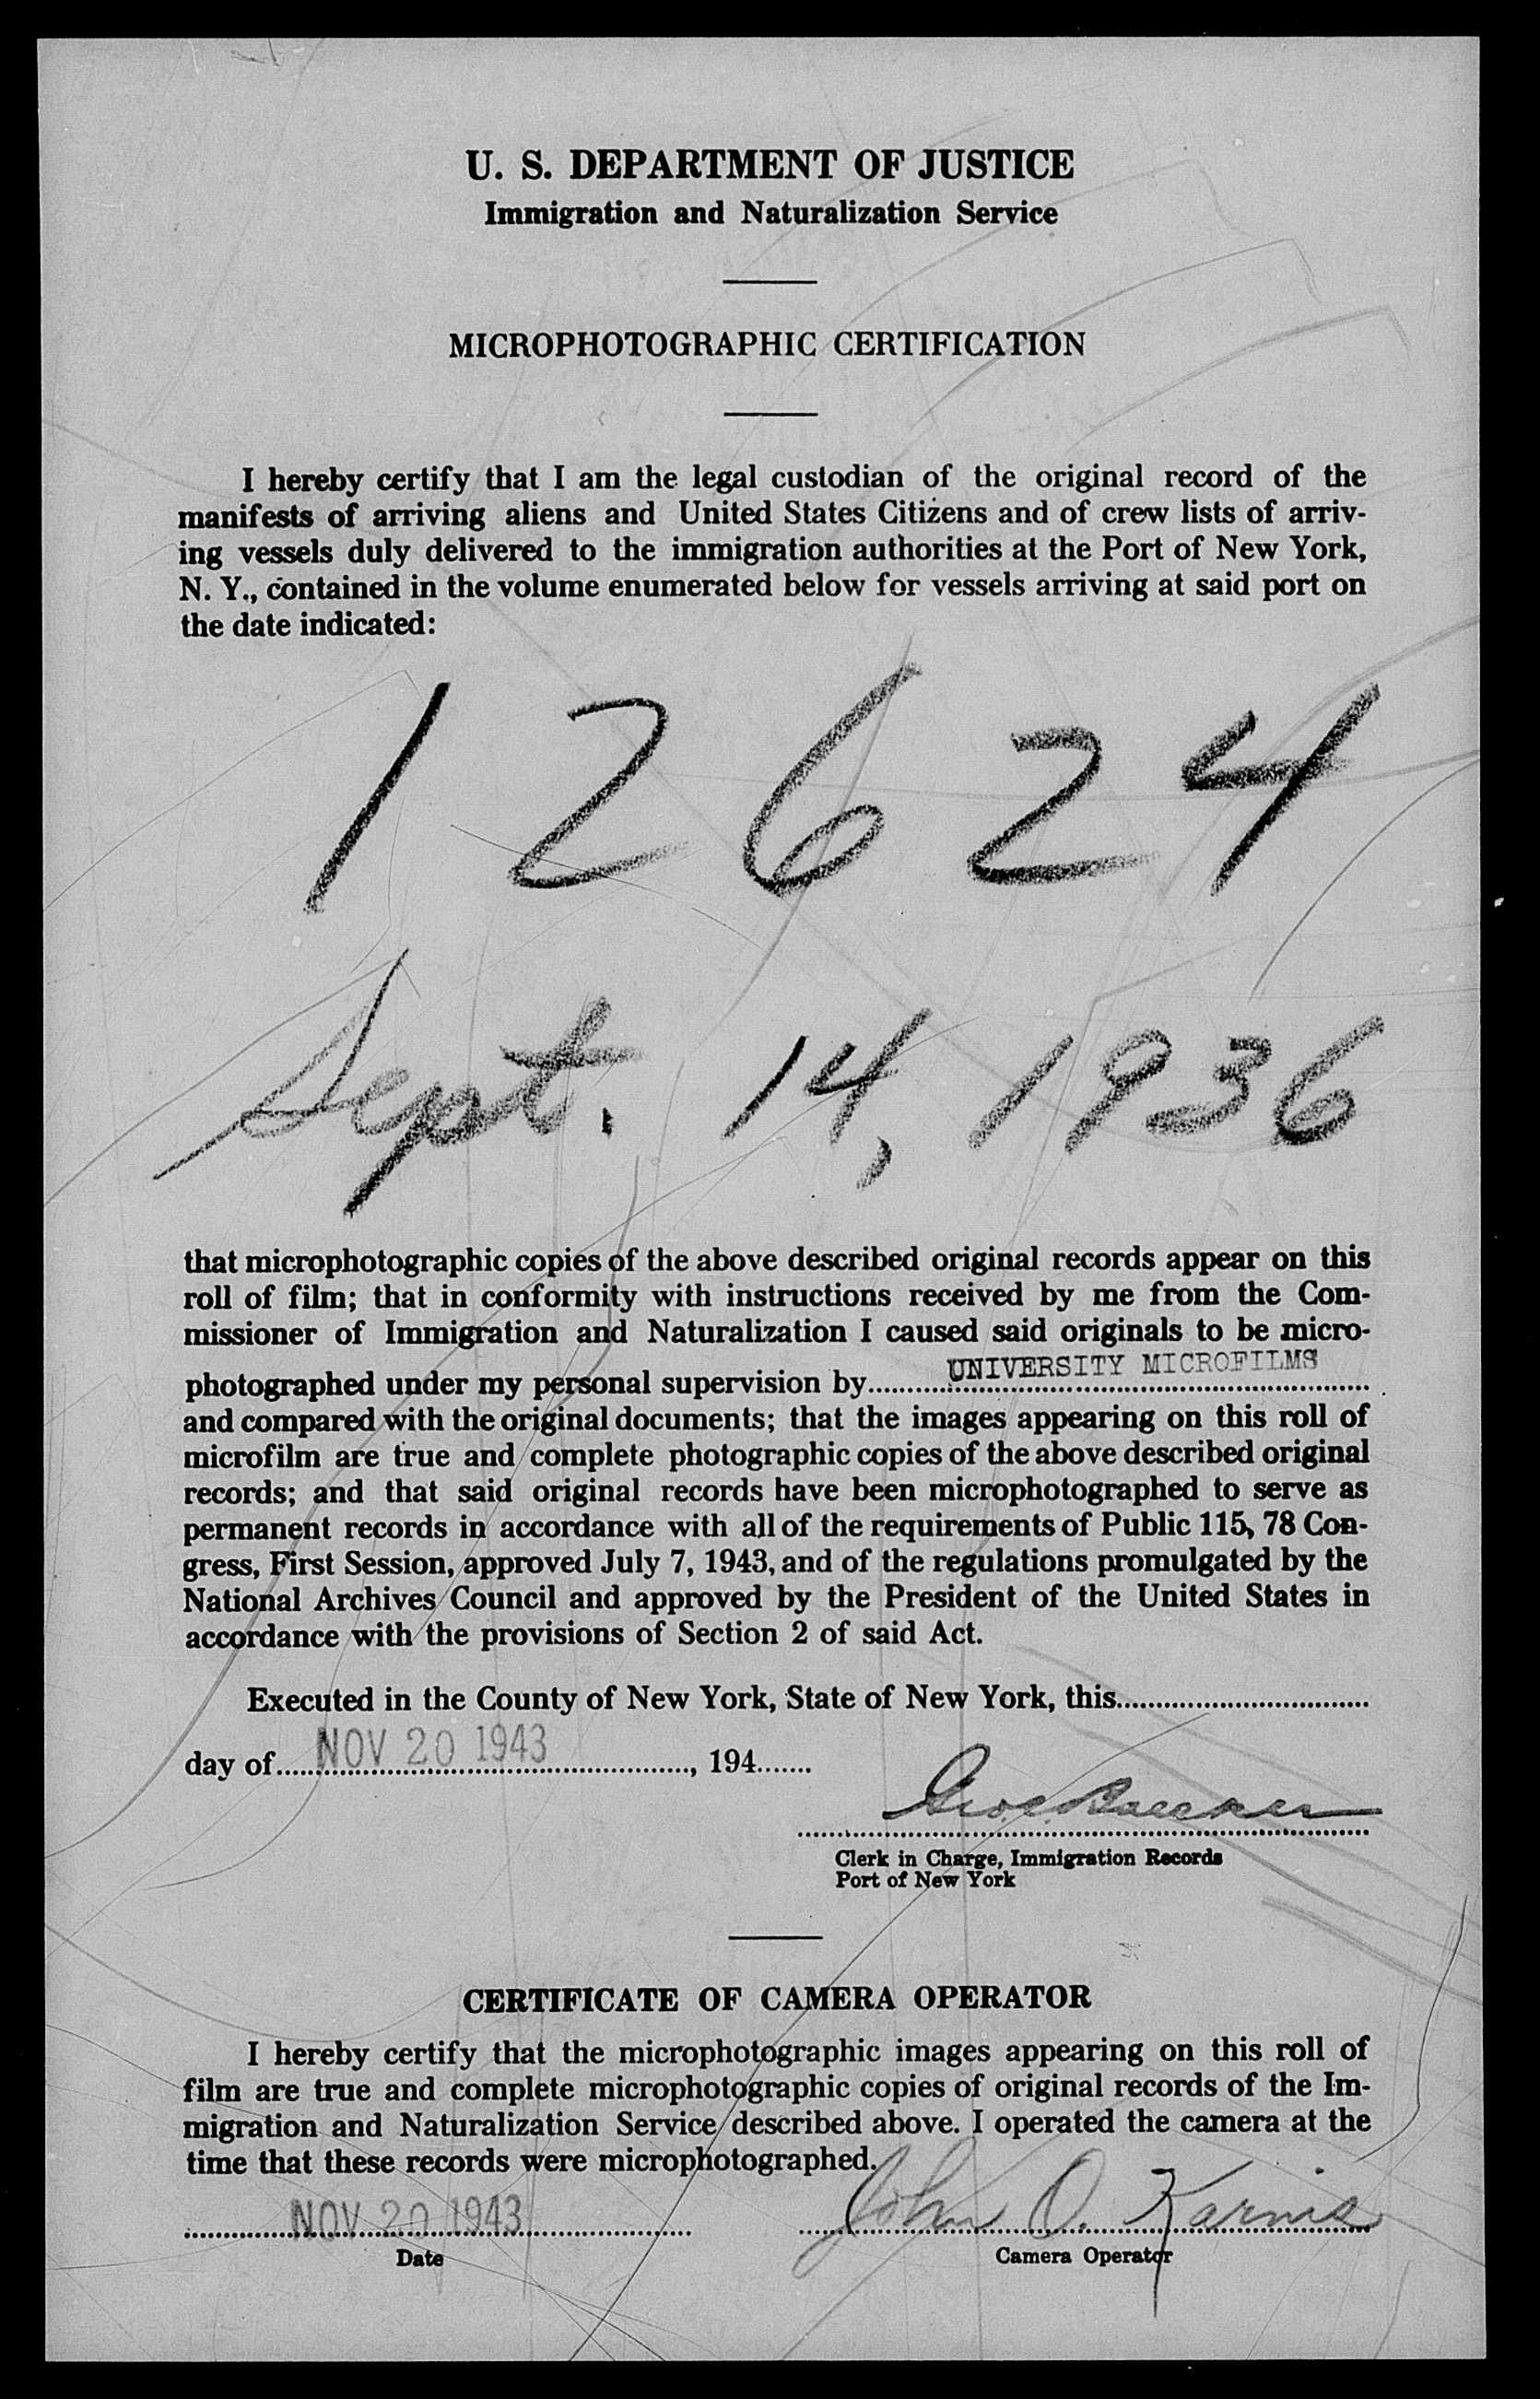 U. S. DEPARTMENT OF JUSTICE
Immigration and Naturalization Service
MICROPHOTOGRAPHIC CERTIFICATION
I hereby certify that I am the legal custodian of the original record of the
manifests of arriving aliens and United States Citizens and of crew lists of arriv-
ing vessels duly delivered to the immigration authorities at the Port of New York,
N. Y., contained in the volume enumerated below for vessels arriving at said port on
the date indicated:
12624
Sept. 14, 1936
that microphotographic copies of the above described original records appear on this
roll of film; that in conformity with instructions received by me from the Com-
missioner of Immigration and Naturalization I caused said originals to be micro-
photographed under my personal supervision by UNIVERSITY MICROFILMS
and compared with the original documents; that the images appearing on this roll of
microfilm are true and complete photographic copies of the above described original
records; and that said original records have been microphotographed to serve as
permanent records in accordance with all of the requirements of Public 115, 78 Con-
gress, First Session, approved July 7, 1943, and of the regulations promulgated by the
National Archives Council and approved by the President of the United States in
accordance with the provisions of Section 2 of said Act.
Executed in the County of New York, State of New York, this
day of NOV 20 1943, 194
Clerk in Charge, Immigration Records
Port of New York
CERTIFICATE OF CAMERA OPERATOR
I hereby certify that the microphotographic images appearing on this roll of
film are true and complete microphotographic copies of original records of the Im-
migration and Naturalization Service described above. I operated the camera at the
time that these records were microphotographed.
NOV 20 1943 John O. Karnis
Date Camera Operator